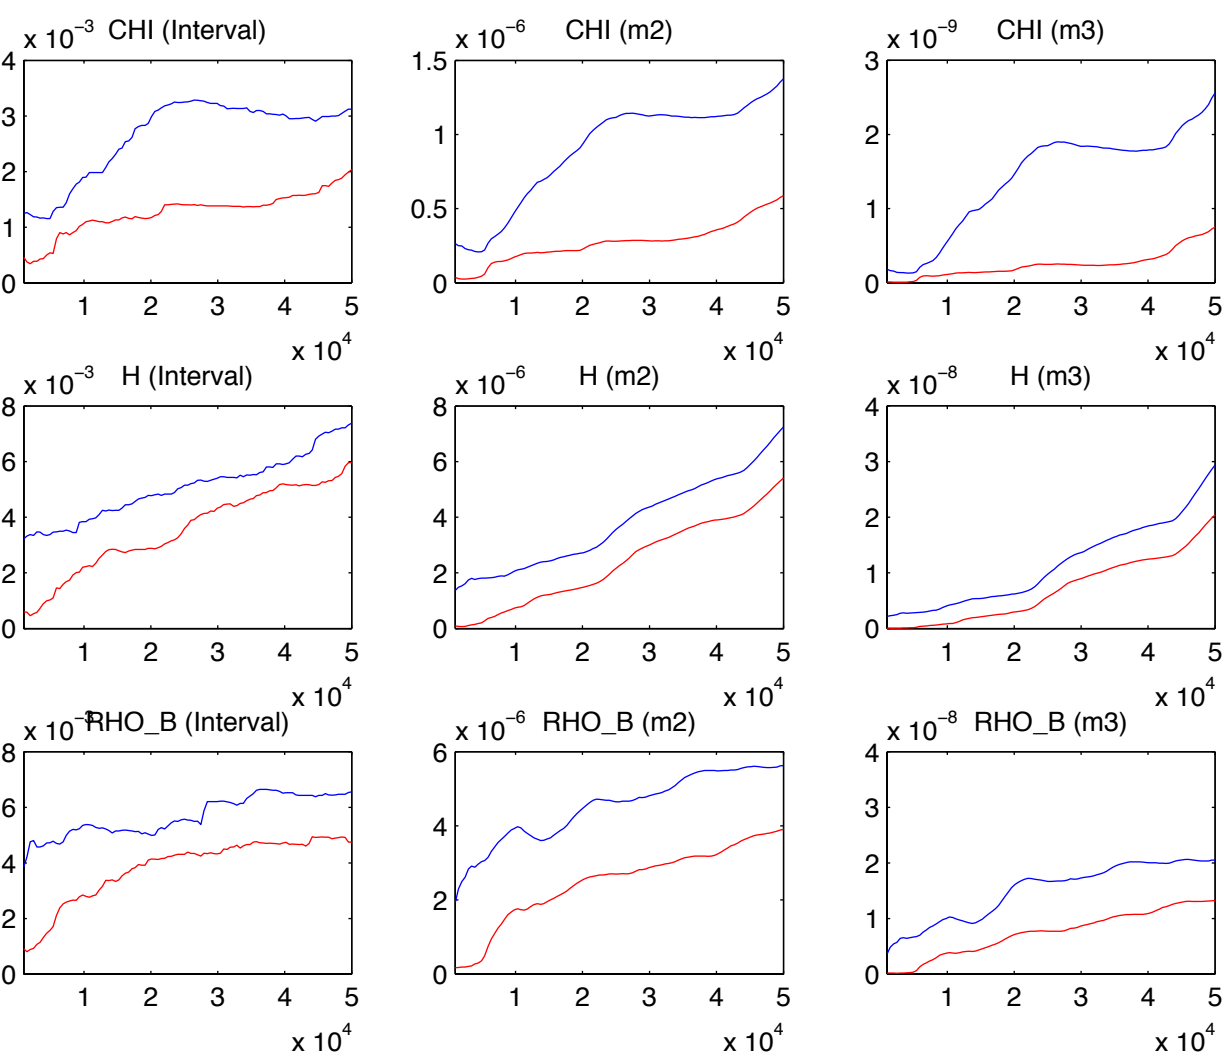 x 10−3 CHI (Interval)
4
3
2
1
0
1 2 3 4 5
x 104
x 10−6 CHI (m2)
1.5
1
0.5
0
1 2 3 4 5
x 104
x 10−9 CHI (m3)
3
2
1
0
1 2 3 4 5
x 104
x 10−3 H (Interval)
8
6
4
2
0
1 2 3 4 5
x 104
x 10−6 H (m2)
8
6
4
2
0
1 2 3 4 5
x 104
x 10−8 H (m3)
4
3
2
1
0
1 2 3 4 5
x 104
x 10−3 RHO_B (Interval)
8
6
4
2
0
1 2 3 4 5
x 104
x 10−6 RHO_B (m2)
6
4
2
0
1 2 3 4 5
x 104
x 10−8 RHO_B (m3)
4
3
2
1
0
1 2 3 4 5
x 104